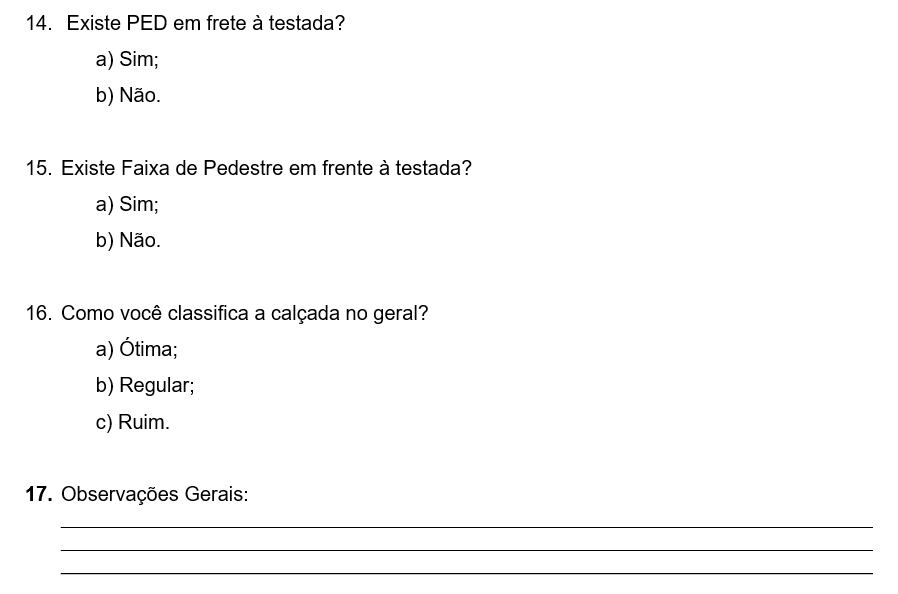 14. Existe PED em frete à testada?
a) Sim;
b) Não.
15. Existe Faixa de Pedestre em frente à testada?
a) Sim;
b) Não.
16. Como você classifica a calçada no geral?
a) Ótima;
b) Regular;
c) Ruim.
17. Observações Gerais: